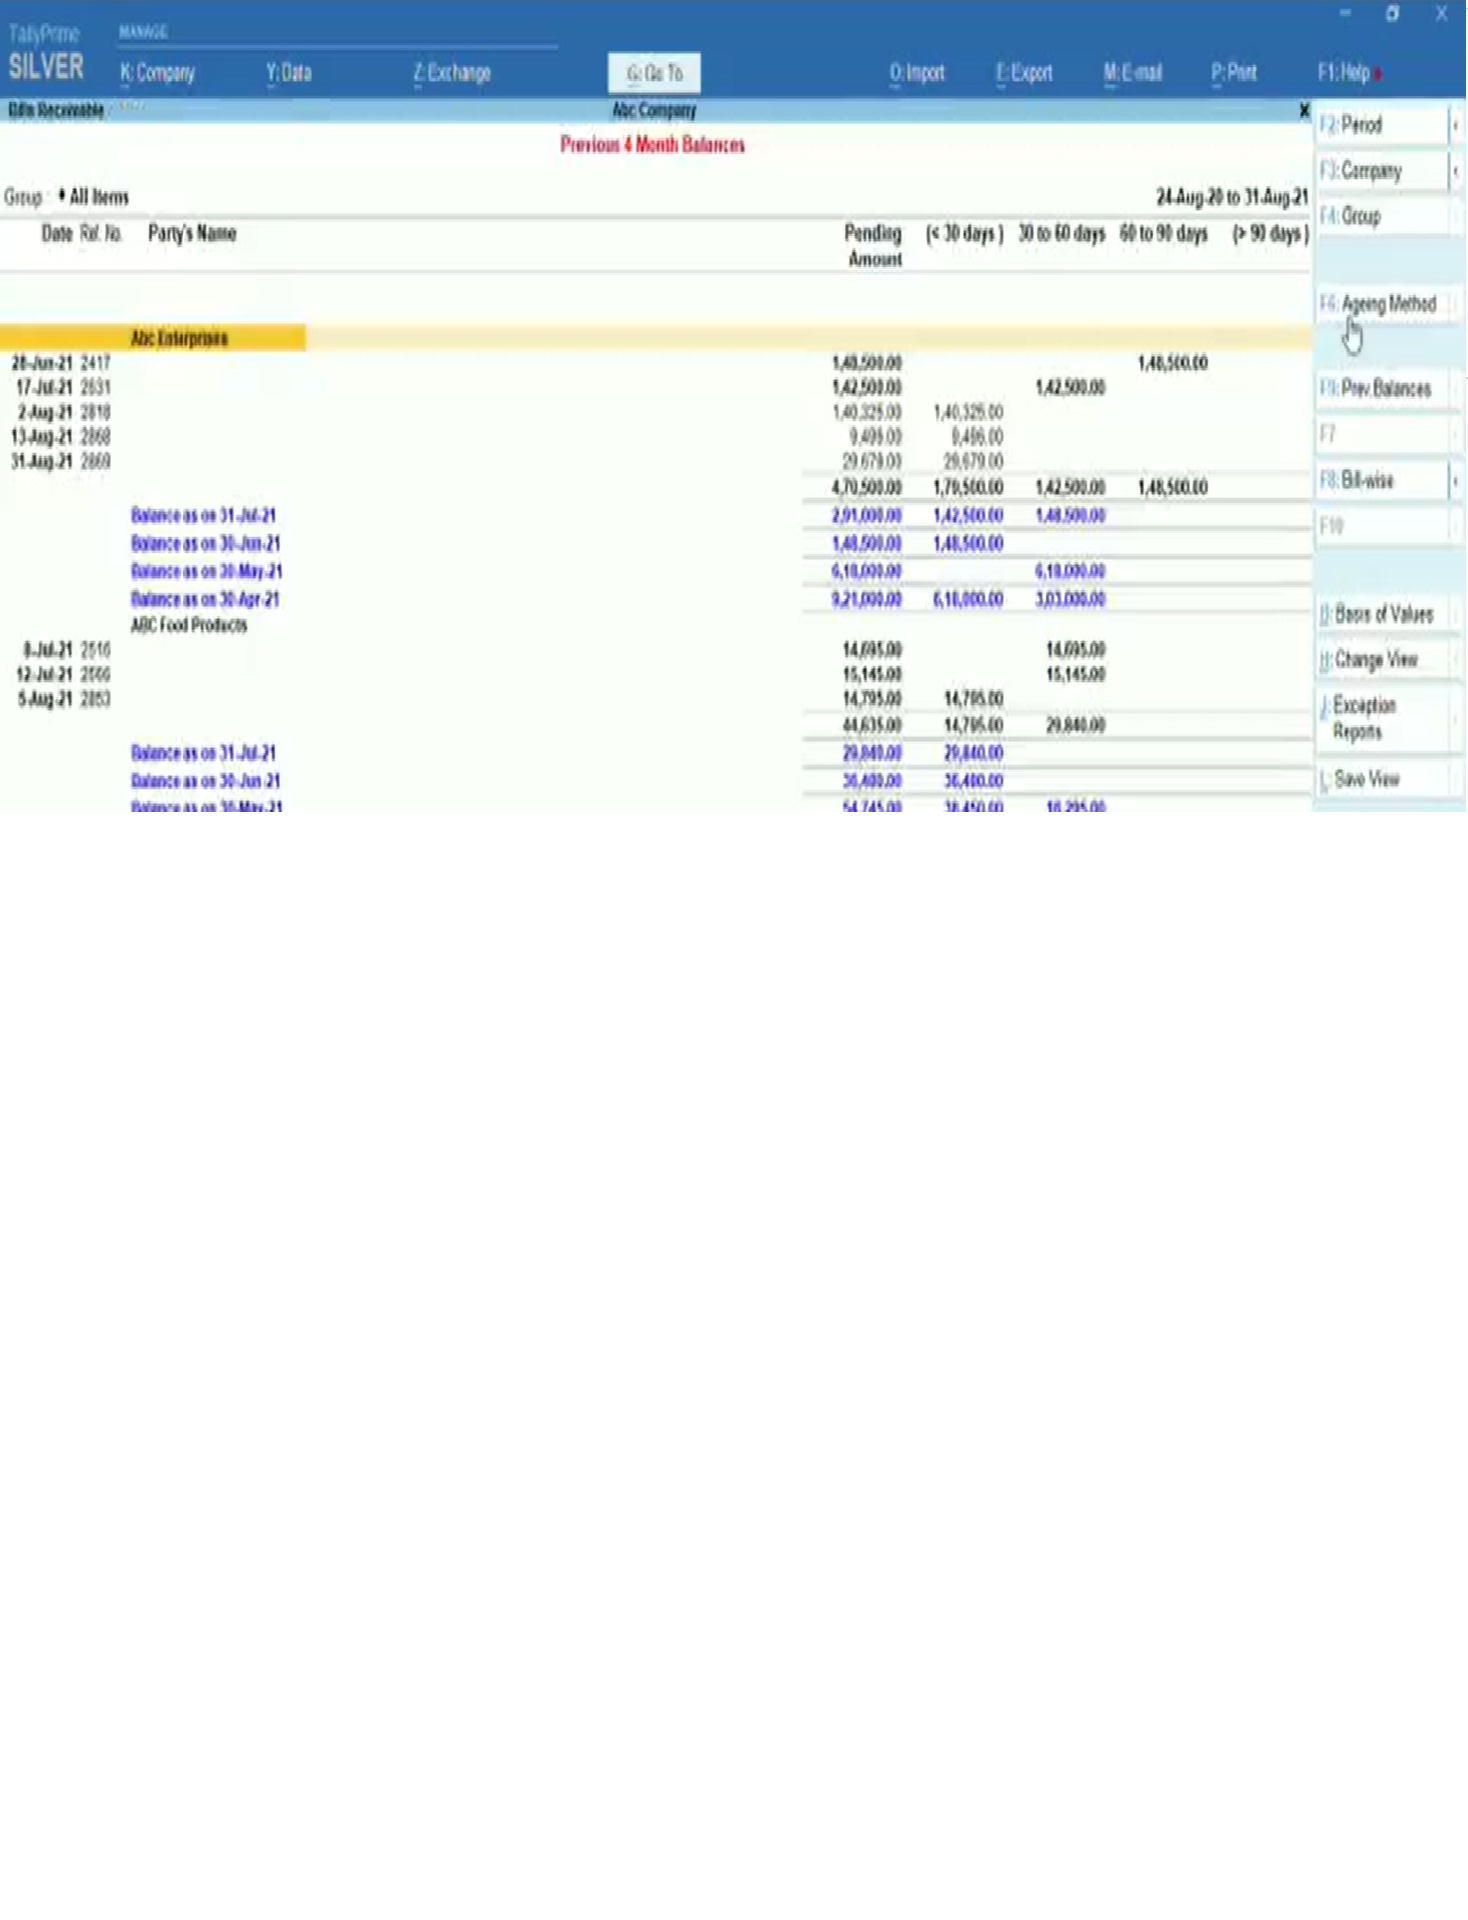 TallyPrime MANAGE
SILVER K: Company Y: Data Z: Exchange G: Go To O: Import E: Export M: E-mail P: Print F1: Help
Bills Receivable Abc Company X
Previous 4 Month Balances
Group : All Items 24-Aug-20 to 31-Aug-21
Date Ref. No. Party's Name Pending Amount (< 30 days ) 30 to 60 days 60 to 90 days (> 90 days )
Abc Enterprises
28-Jun-21 2417 1,48,500.00 1,48,500.00
17-Jul-21 2631 1,42,500.00 1,42,500.00
2-Aug-21 2818 1,40,325.00 1,40,325.00
13-Aug-21 2868 9,496.00 9,496.00
31-Aug-21 2869 29,679.00 29,679.00
4,70,500.00 1,79,500.00 1,42,500.00 1,48,500.00
Balance as on 31-Jul-21 2,91,000.00 1,42,500.00 1,48,500.00
Balance as on 30-Jun-21 1,48,500.00 1,48,500.00
Balance as on 30-May-21 6,18,000.00 6,18,000.00
Balance as on 30-Apr-21 9,21,000.00 6,18,000.00 3,03,000.00
ABC Food Products
8-Jul-21 14,695.00 14,695.00
12-Jul-21 15,145.00 15,145.00
5-Aug-21 14,795.00 14,795.00
44,635.00 14,795.00 29,840.00
Balance as on 31-Jul-21 29,840.00 29,840.00
Balance as on 30-Jun-21 36,400.00 36,400.00
Balance as on 30-May-21
F2: Period
F3: Company
F4: Group
F6: Ageing Method
Prev.Balances
F7
F8: Bill-wise
F10
Basis of Values
H: Change View
J: Exception
Reports
L: Save View